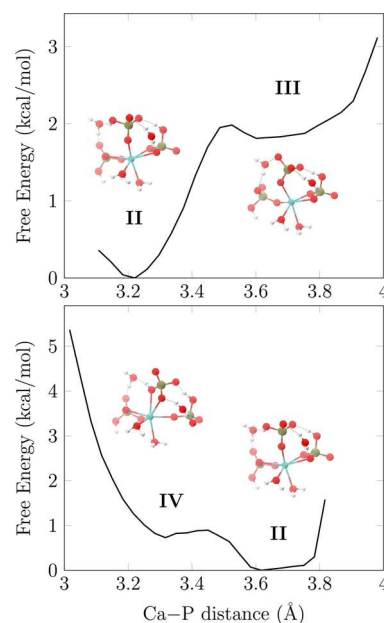 3
2
1
0
Free Energy (kcal/mol)
II
III
3 3.2 3.4 3.6 3.8 4
5
4
3
2
1
0
Free Energy (kcal/mol)
IV
II
3 3.2 3.4 3.6 3.8 4
Ca−P distance (Å)